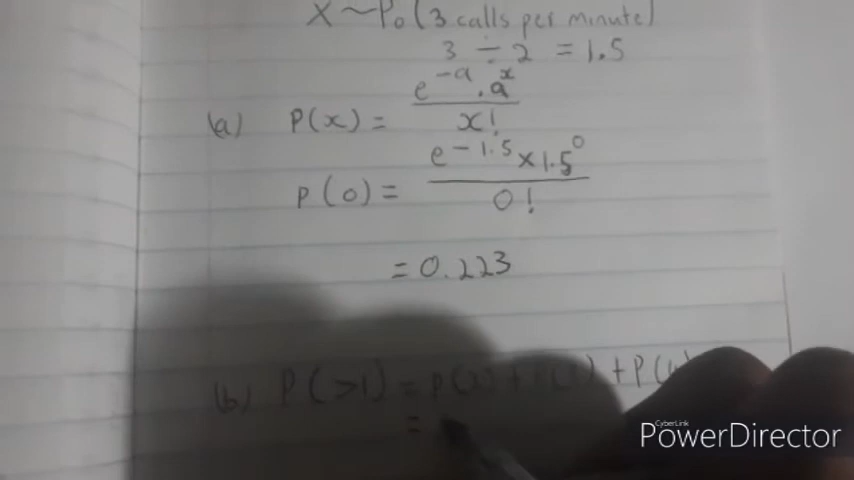 X ~ Po (3 calls per minute)
3 ÷ 2 = 1.5
(a) P(x) = e^-a . a^x / x!
P(0) = e^-1.5 × 1.5^0 / 0!
= 0.223
(b) P(>1) = P( + + P(
=
CyberLink
PowerDirector